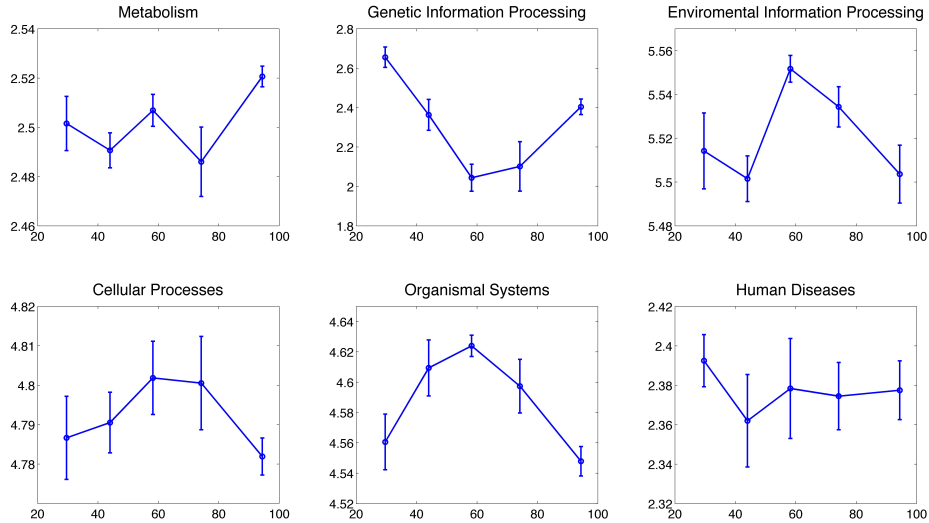 Metabolism
2.54
2.52
2.5
2.48
2.46
20 40 60 80 100
Genetic Information Processing
2.8
2.6
2.4
2.2
2
1.8
20 40 60 80 100
Enviromental Information Processing
5.56
5.54
5.52
5.5
5.48
20 40 60 80 100
Cellular Processes
4.82
4.81
4.8
4.79
4.78
20 40 60 80 100
Organismal Systems
4.64
4.62
4.6
4.58
4.56
4.54
4.52
20 40 60 80 100
Human Diseases
2.42
2.4
2.38
2.36
2.34
2.32
20 40 60 80 100